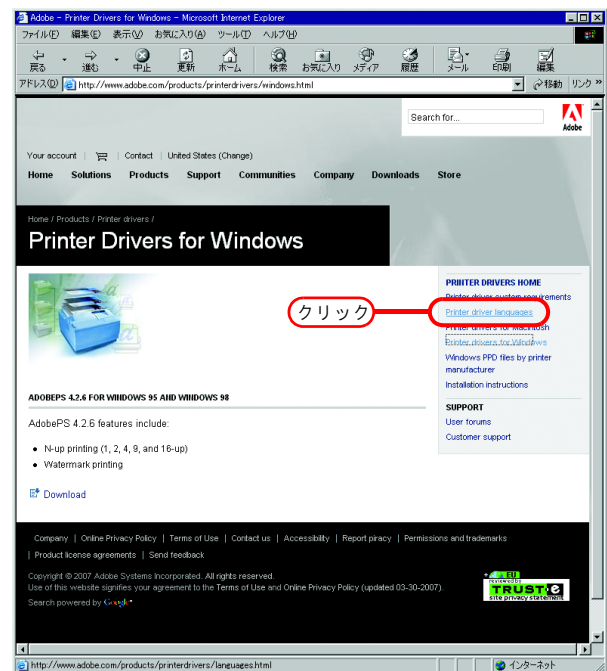 Adobe - Printer Drivers for Windows - Microsoft Internet Explorer
ファイル(F) 編集(E) 表示(V) お気に入り(A) ツール(T) ヘルプ(H)
戻る 進む 中止 更新 ホーム 検索 お気に入り メディア 履歴 メール 印刷 編集
アドレス(D) http://www.adobe.com/products/printerdrivers/windows.html 移動 リンク »
Search for...
Adobe
Your account | Contact | United States (Change)
Home Solutions Products Support Communities Company Downloads Store
Home / Products / Printer drivers /
Printer Drivers for Windows
PRINTER DRIVERS HOME
Printer driver system requirements
クリック
Printer driver languages
Printer drivers for Macintosh
Printer drivers for Windows
Windows PPD files by printer
manufacturer
Installation instructions
SUPPORT
User forums
Customer support
ADOBEPS 4.2.6 FOR WINDOWS 95 AND WINDOWS 98
AdobePS 4.2.6 features include:
• N-up printing (1, 2, 4, 9, and 16-up)
• Watermark printing
Download
Company | Online Privacy Policy | Terms of Use | Contact us | Accessibility | Report piracy | Permissions and trademarks
| Product license agreements | Send feedback
Copyright © 2007 Adobe Systems Incorporated. All rights reserved.
Use of this website signifies your agreement to the Terms of Use and Online Privacy Policy (updated 03-30-2007).
Search powered by Google™
EU
reviewed by
TRUSTe
site privacy statement
http://www.adobe.com/products/printerdrivers/languages.html インターネット